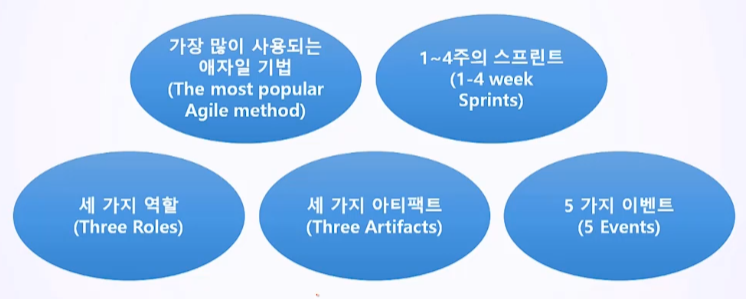 가장 많이 사용되는
애자일 기법
(The most popular
Agile method)
1~4주의 스프린트
(1-4 week
Sprints)
세 가지 역할
(Three Roles)
세 가지 아티팩트
(Three Artifacts)
5 가지 이벤트
(5 Events)